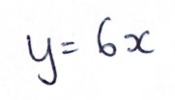 y = 6x